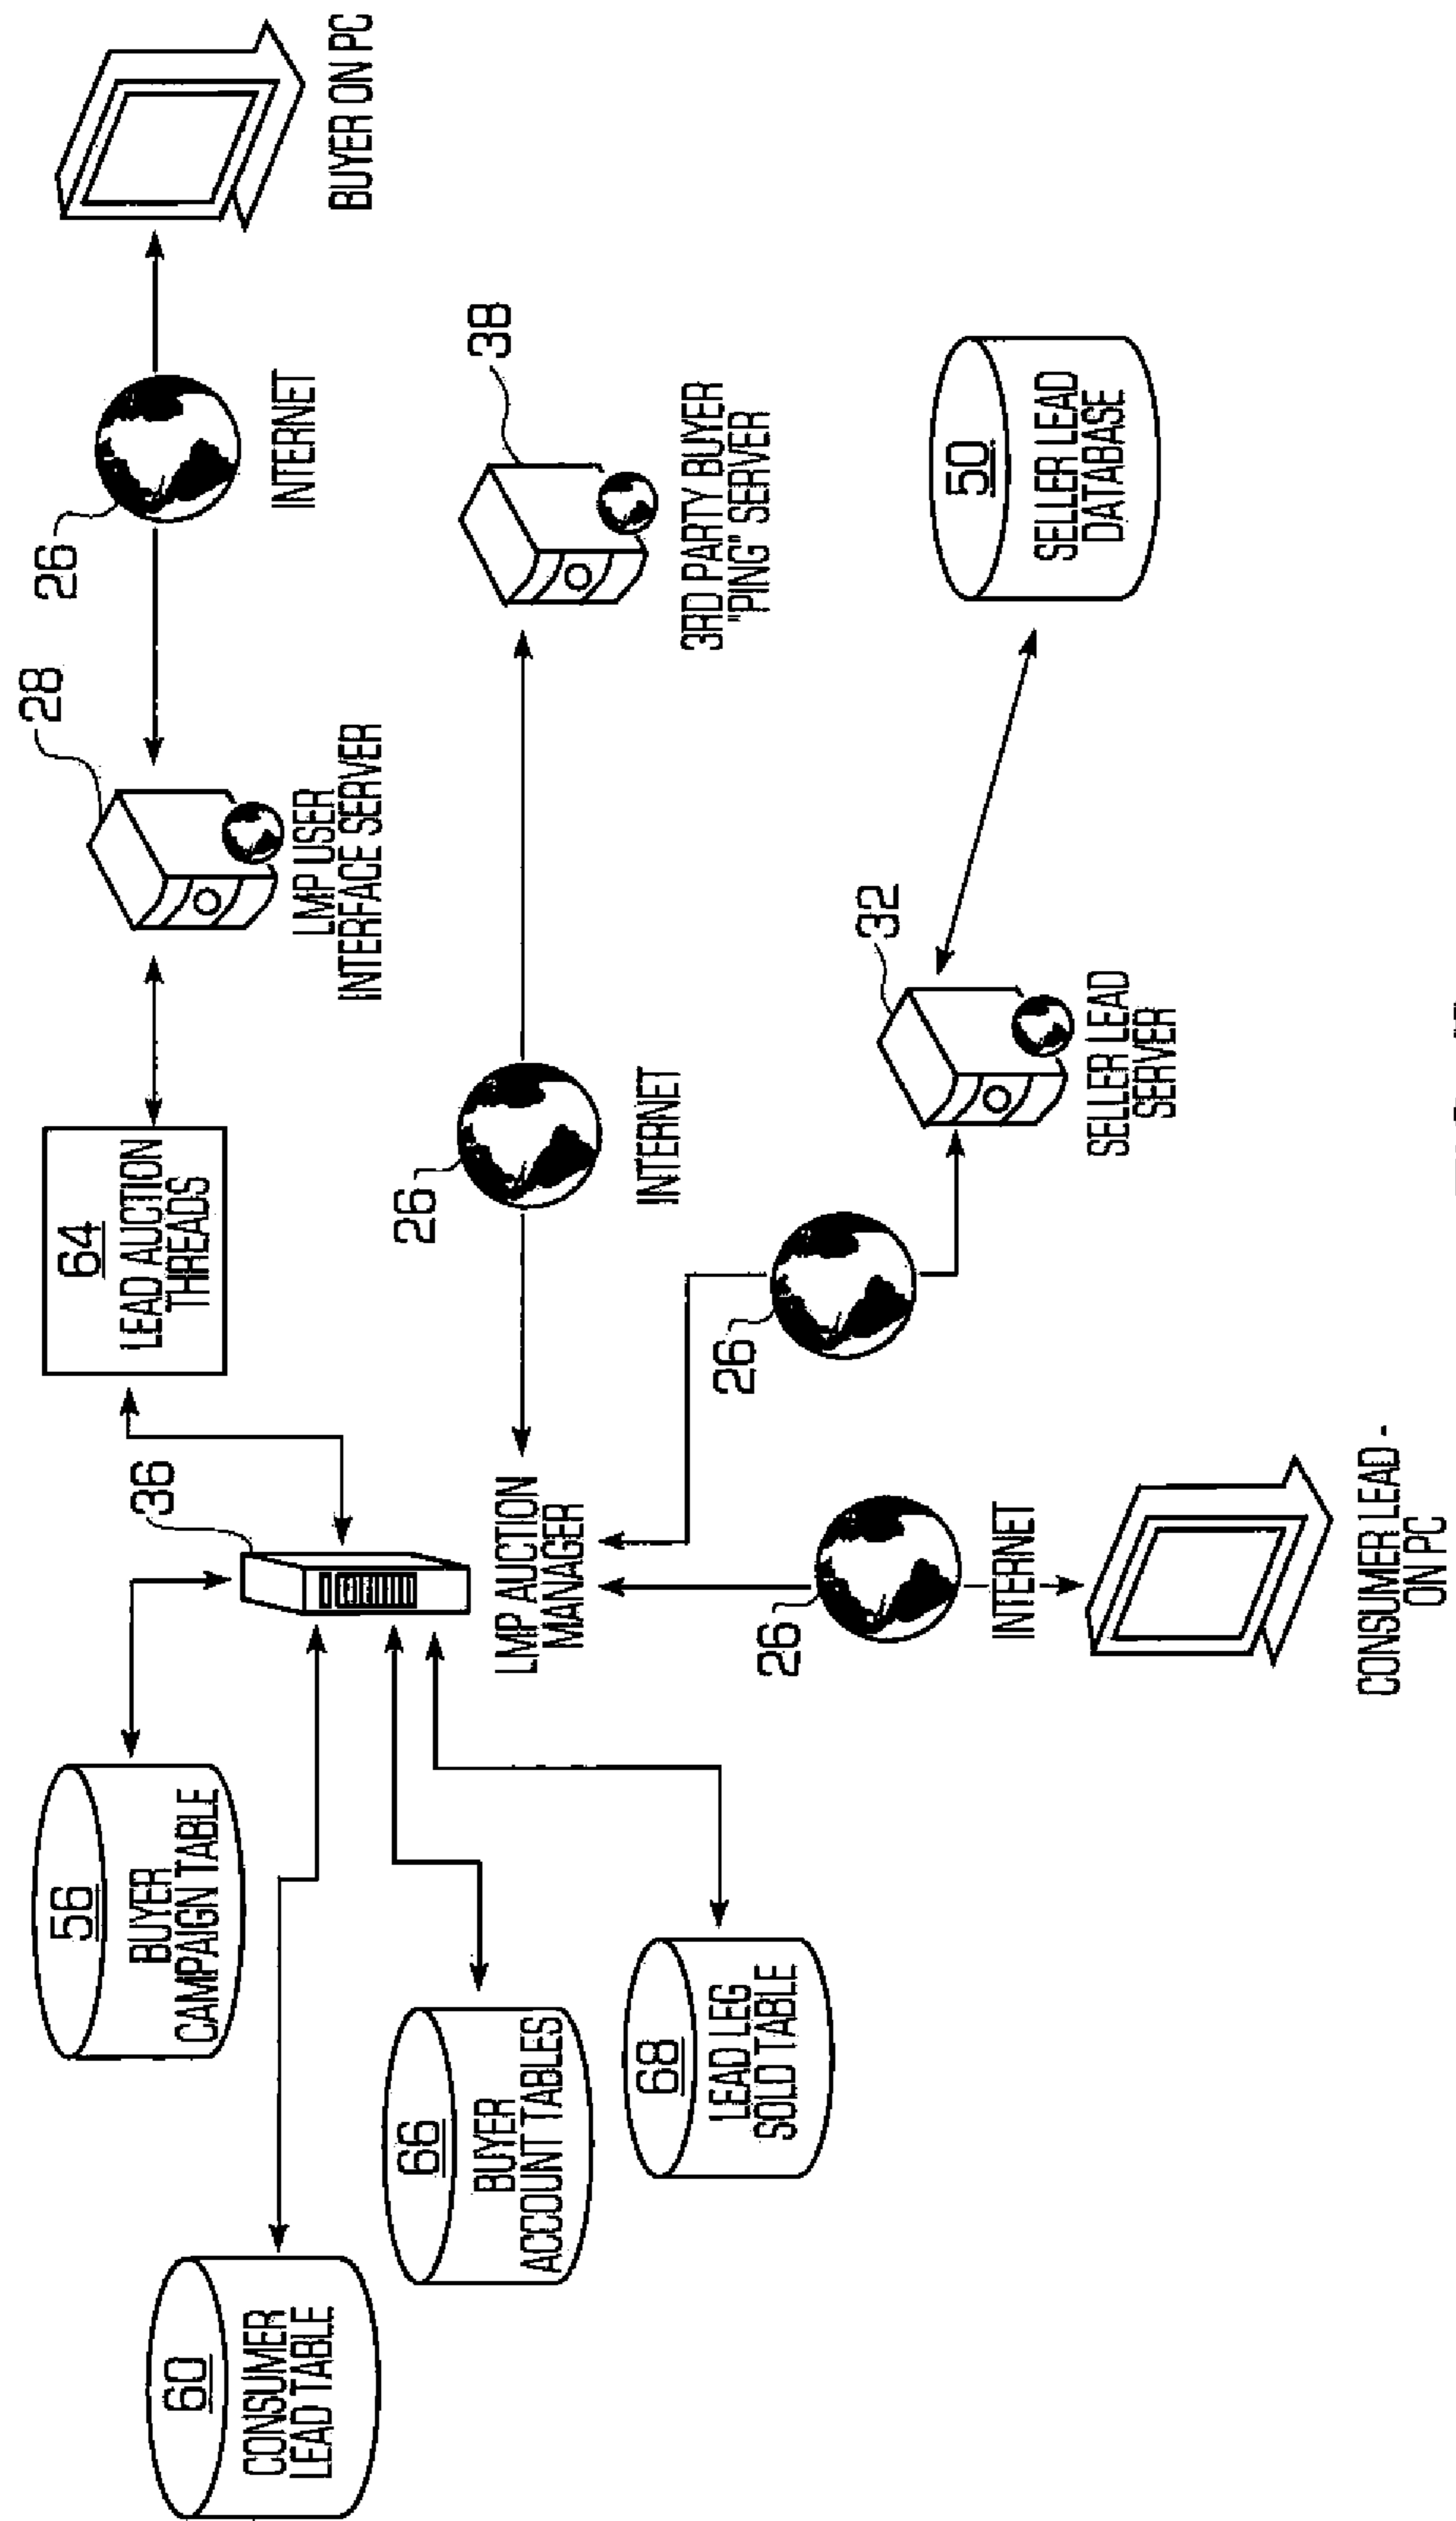 60
CONSUMER
LEAD TABLE
56
BUYER
CAMPAIGN TABLE
66
BUYER
ACCOUNT TABLES
68
LEAD LEG
SOLD TABLE
36
LMP AUCTION
MANAGER
64
LEAD AUCTION
THREADS
28
LMP USER
INTERFACE SERVER
26
INTERNET
BUYER ON PC
26
INTERNET
38
3RD PARTY BUYER
"PING" SERVER
26
32
SELLER LEAD
SERVER
50
SELLER LEAD
DATABASE
26
INTERNET
CONSUMER LEAD -
ON PC